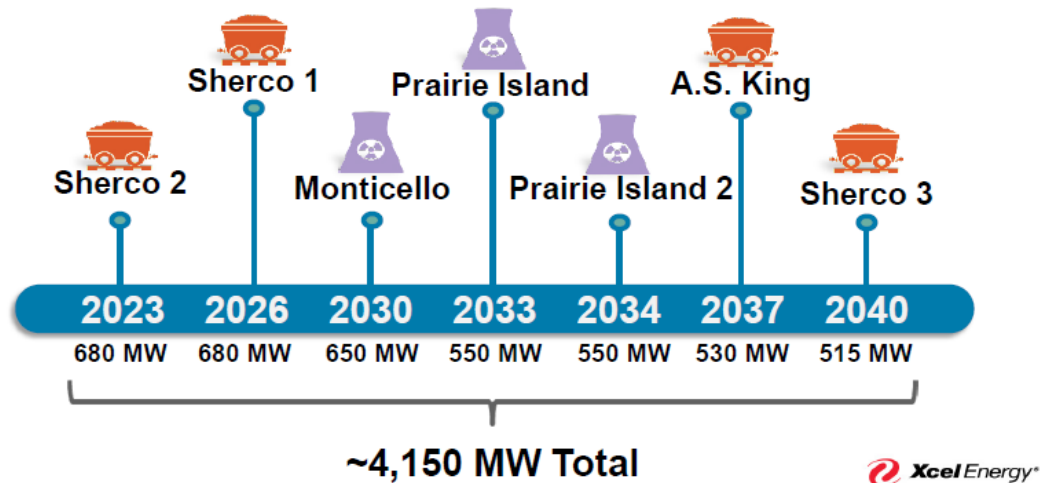 Sherco 1
Prairie Island
A.S. King
Sherco 2
Monticello
Prairie Island 2
Sherco 3
2023 2026 2030 2033 2034 2037 2040
680 MW 680 MW 650 MW 550 MW 550 MW 530 MW 515 MW
~4,150 MW Total
Xcel Energy®